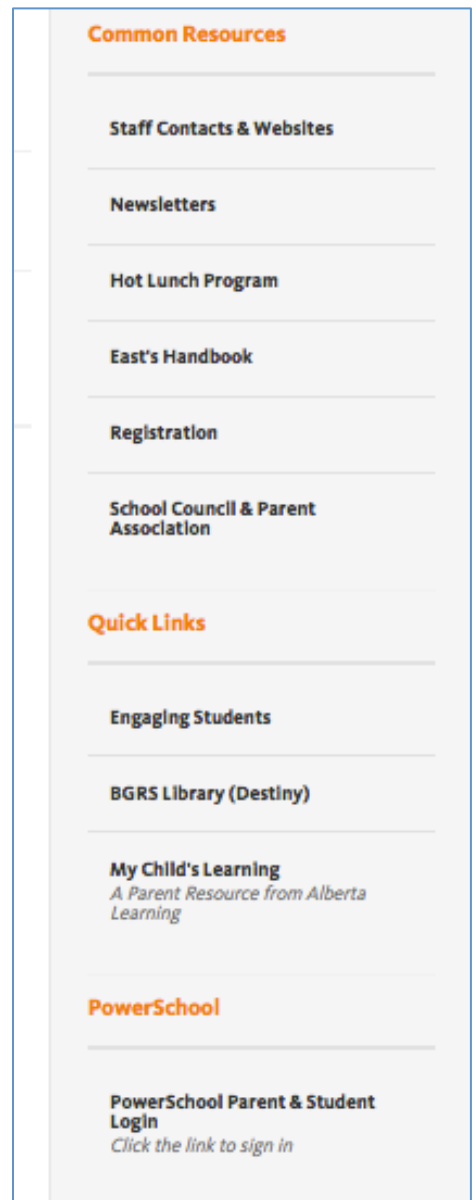 Common Resources
Staff Contacts & Websites
Newsletters
Hot Lunch Program
East's Handbook
Registration
School Council & Parent
Association
Quick Links
Engaging Students
BGRS Library (Destiny)
My Child's Learning
A Parent Resource from Alberta
Learning
PowerSchool
PowerSchool Parent & Student
Login
Click the link to sign in